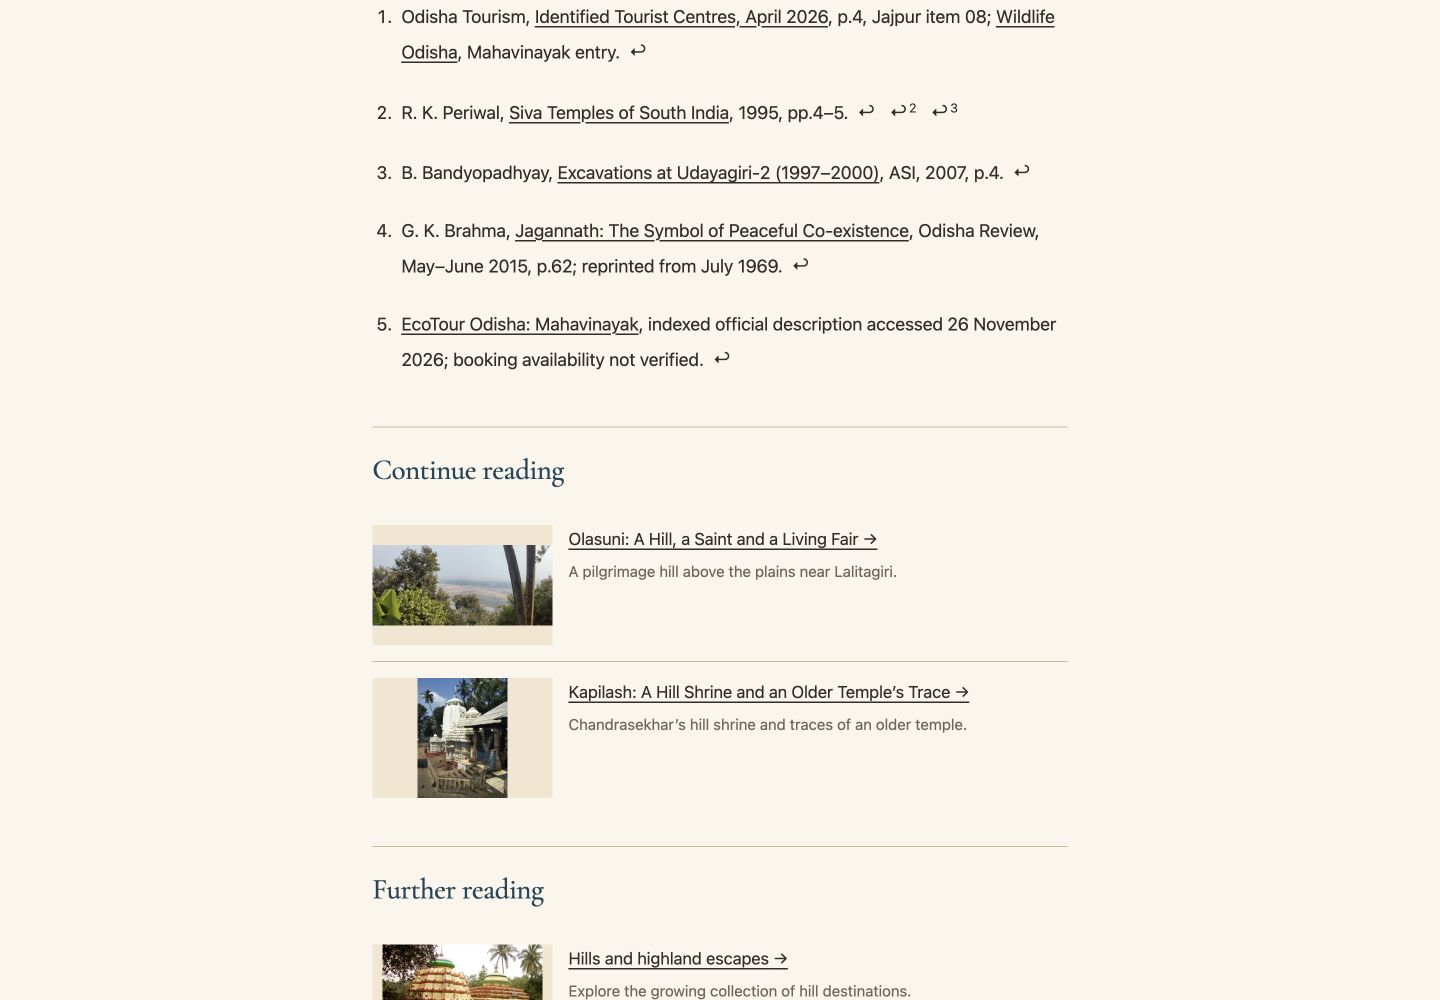 1. Odisha Tourism, Identified Tourist Centres, April 2026, p.4, Jajpur item 08; Wildlife
Odisha, Mahavinayak entry. ↩
2. R. K. Periwal, Siva Temples of South India, 1995, pp.4–5. ↩ ↩2 ↩3
3. B. Bandyopadhyay, Excavations at Udayagiri-2 (1997–2000), ASI, 2007, p.4. ↩
4. G. K. Brahma, Jagannath: The Symbol of Peaceful Co-existence, Odisha Review,
May–June 2015, p.62; reprinted from July 1969. ↩
5. EcoTour Odisha: Mahavinayak, indexed official description accessed 26 November
2026; booking availability not verified. ↩
Continue reading
Olasuni: A Hill, a Saint and a Living Fair →
A pilgrimage hill above the plains near Lalitagiri.
Kapilash: A Hill Shrine and an Older Temple’s Trace →
Chandrasekhar’s hill shrine and traces of an older temple.
Further reading
Hills and highland escapes →
Explore the growing collection of hill destinations.